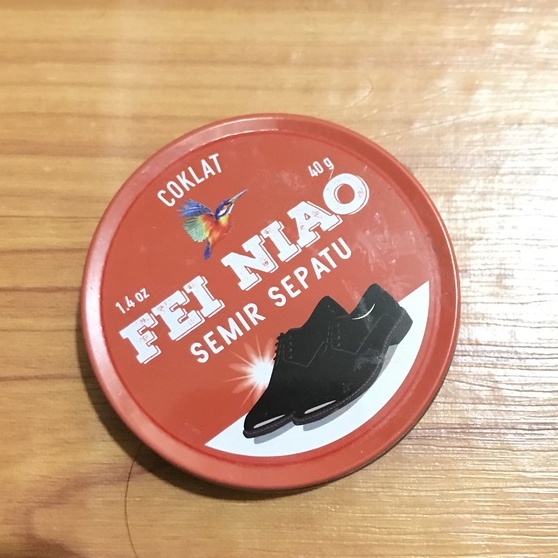 COKLAT
40 g
1.4 oz
FEI NIAO
SEMIR SEPATU